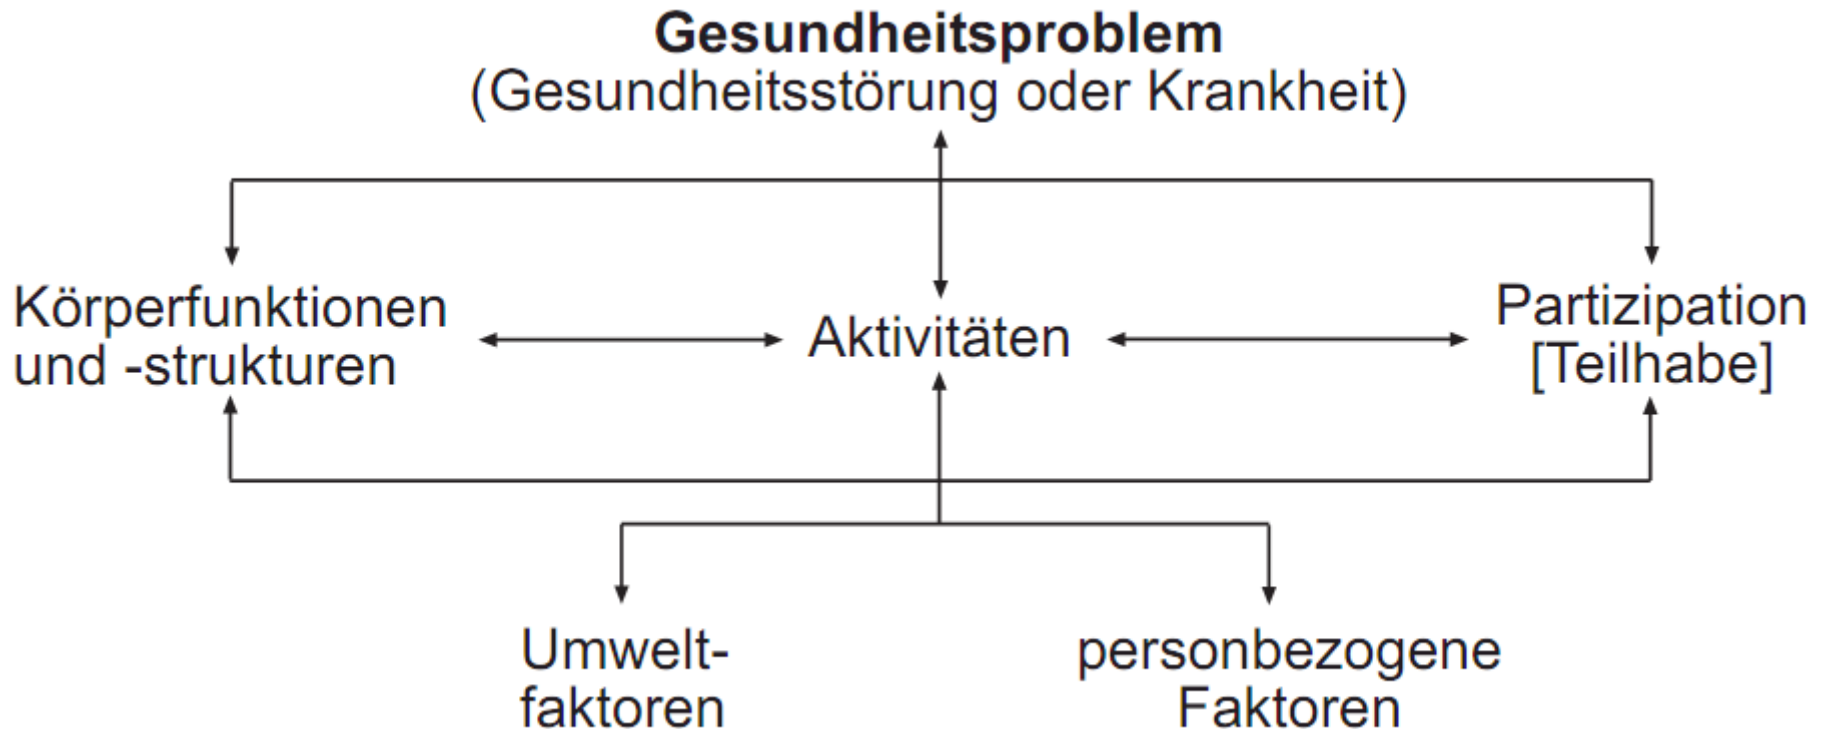 Gesundheitsproblem
(Gesundheitsstörung oder Krankheit)
Körperfunktionen
und -strukturen
Aktivitäten
Partizipation
[Teilhabe]
Umwelt-
faktoren
personbezogene
Faktoren